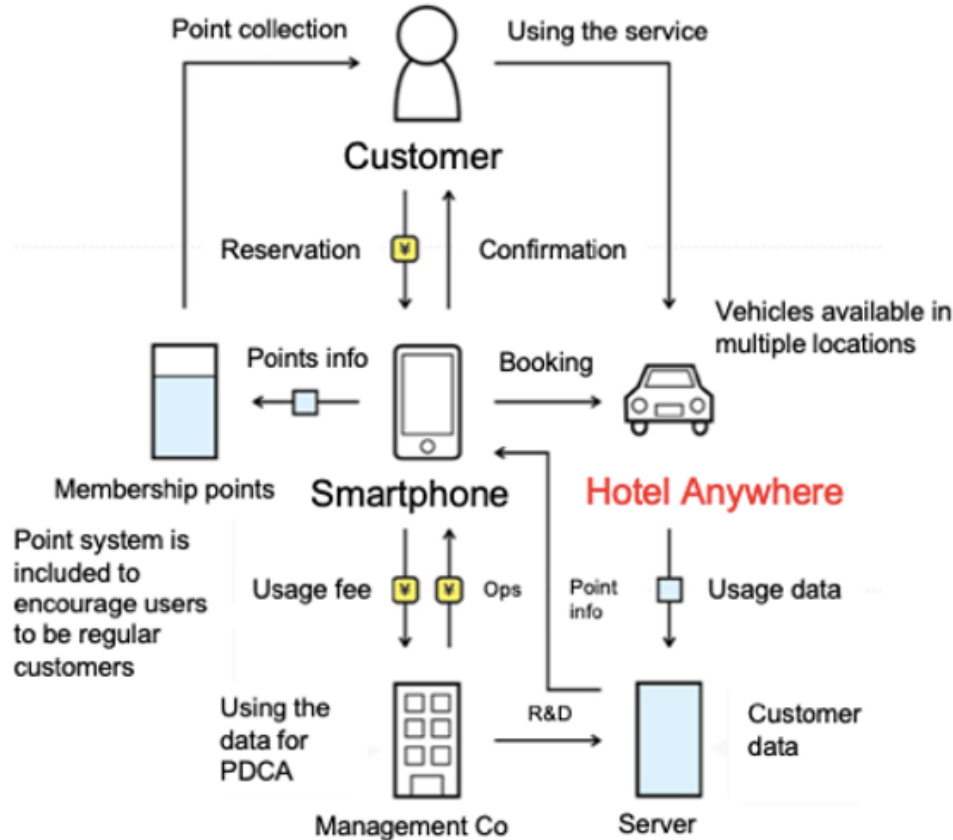 Point collection
Using the service
Customer
Reservation
¥
Confirmation
Vehicles available in
multiple locations
Points info
Booking
Membership points
Smartphone
Hotel Anywhere
Point system is
included to
encourage users
to be regular
customers
Usage fee
¥
¥
Ops
Point
info
Usage data
Using the
data for
PDCA
R&D
Customer
data
Management Co
Server